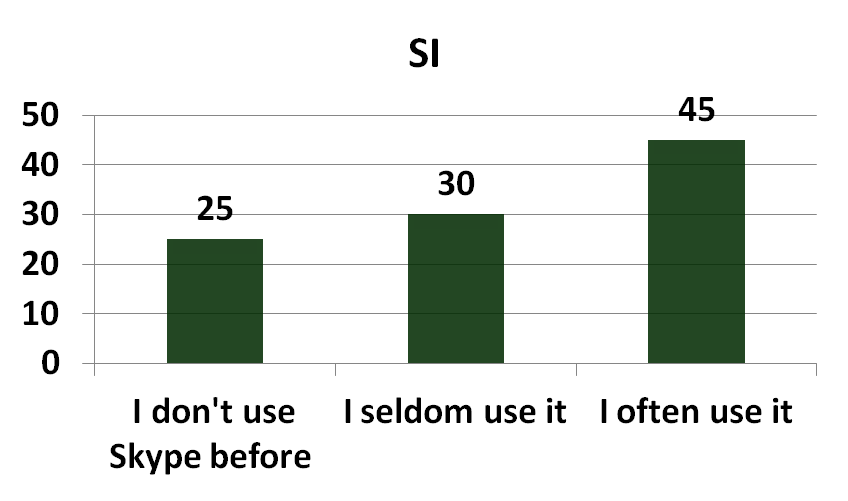 SI
50
40
30
20
10
0
25
30
45
I don't use
Skype before
I seldom use it
I often use it